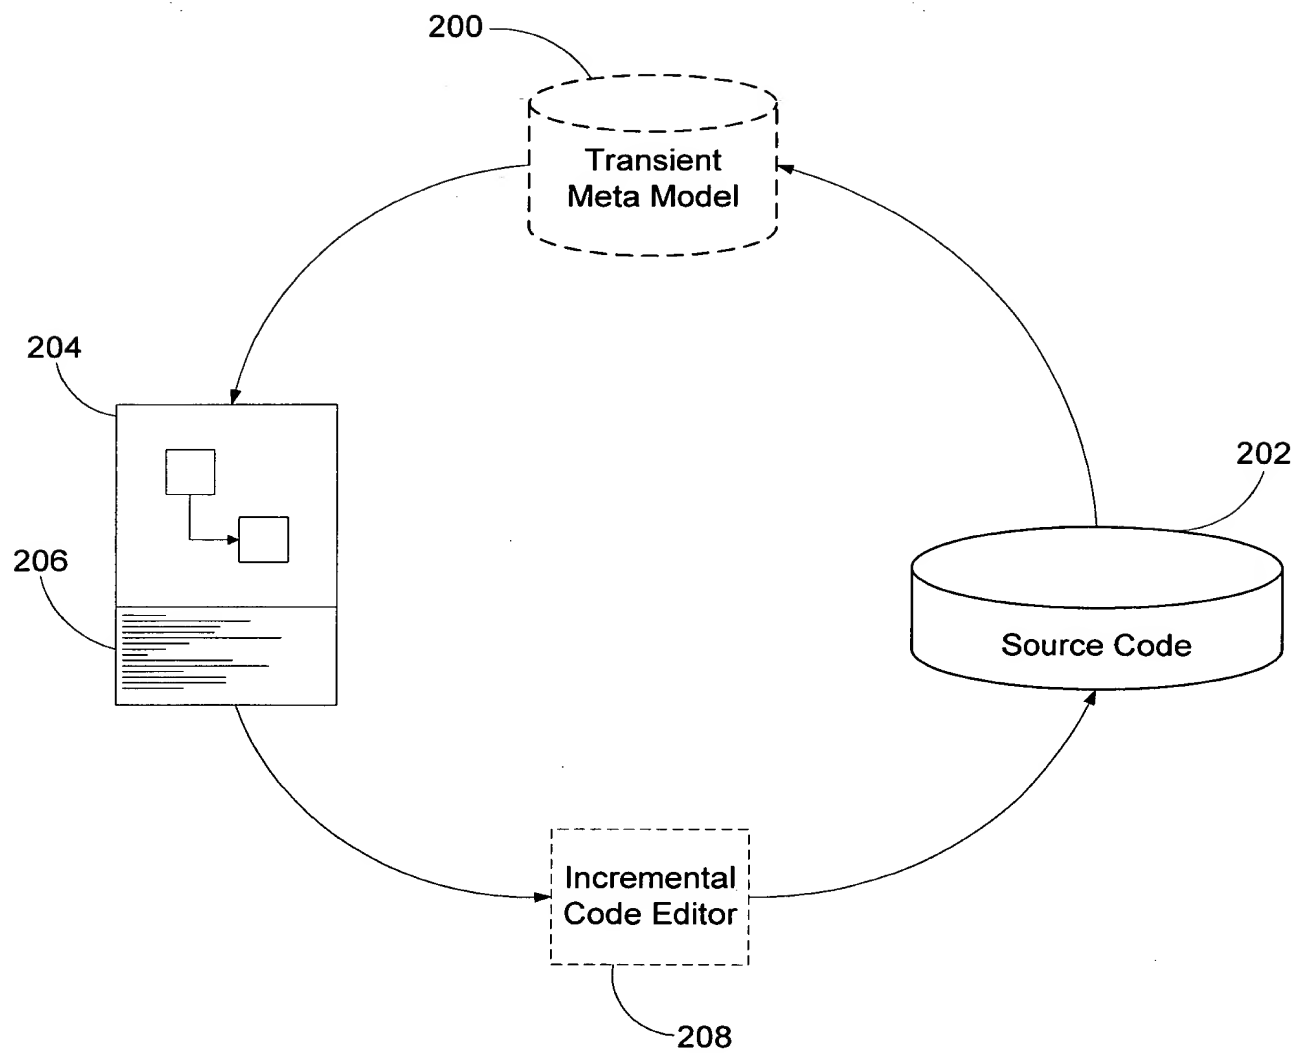 200
Transient
Meta Model
204
202
206
Source Code
Incremental
Code Editor
208